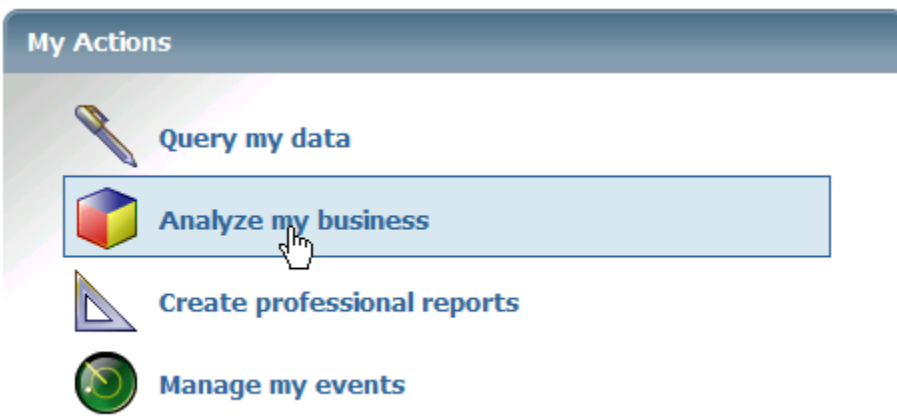 My Actions
Query my data
Analyze my business
Create professional reports
Manage my events